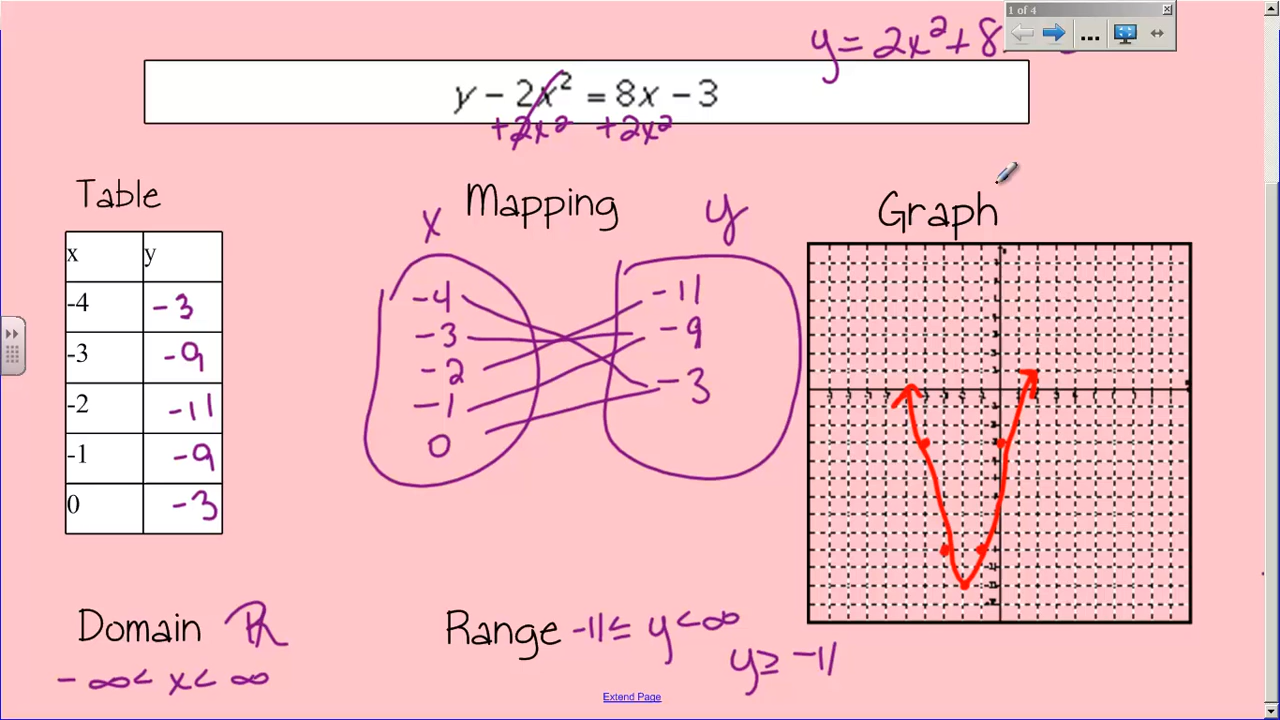 1 of 4
y = 2x² + 8
y − 2x² = 8x − 3
+2x² +2x²
Table
x y
-4 -3
-3 -9
-2 -11
-1 -9
0 -3
Mapping
x y
-4 -11
-3 -9
-2 -3
-1
0
Graph
Domain ℝ
-∞ < x < ∞
Range -11 ≤ y < ∞
y ≥ -11
Extend Page